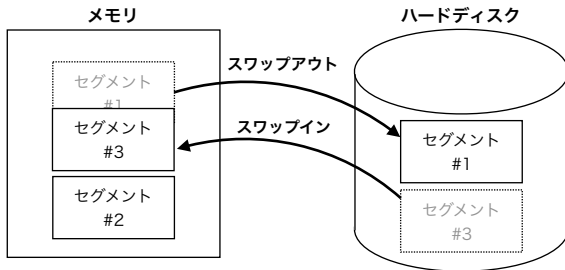 メモリ
ハードディスク
スワップアウト
セグメント
#1
セグメント
#3
セグメント
#2
スワップイン
セグメント
#1
セグメント
#3